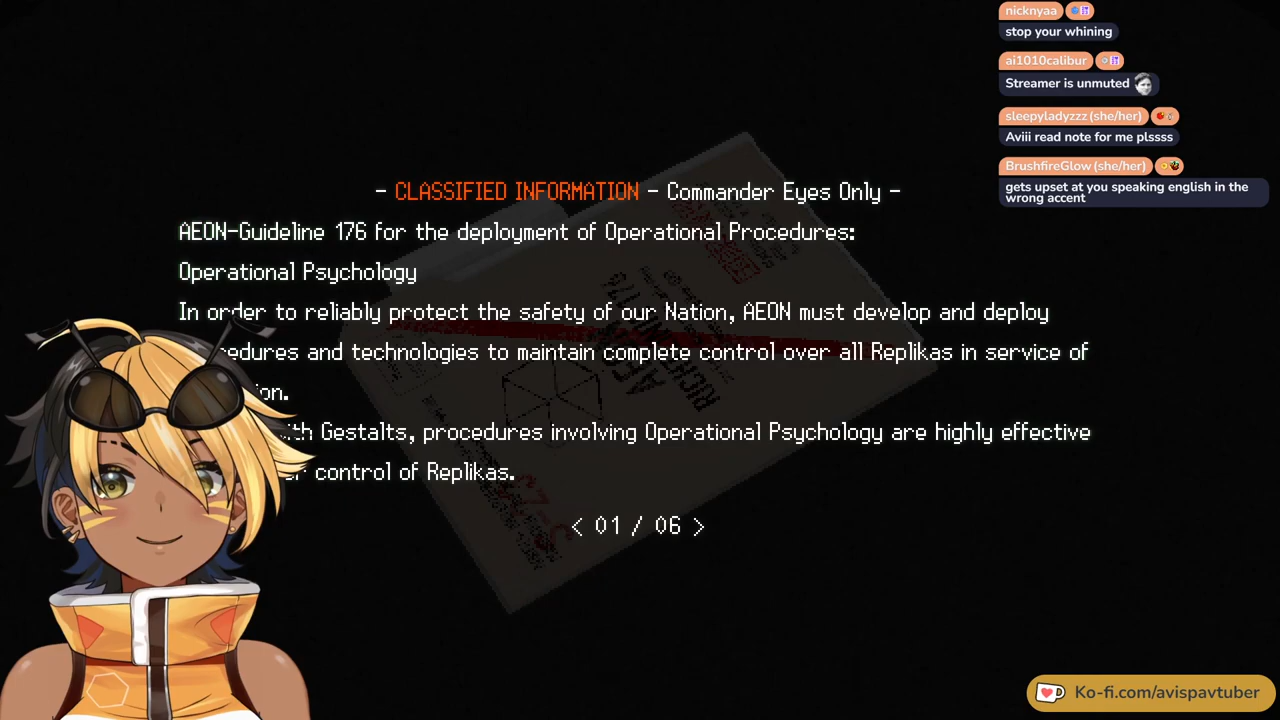 nicknyaa
stop your whining
ai1010calibur
Streamer is unmuted
sleepyladyzzz (she/her)
Aviii read note for me plssss
BrushfireGlow (she/her)
gets upset at you speaking english in the
wrong accent
- CLASSIFIED INFORMATION - Commander Eyes Only -
AEON-Guideline 176 for the deployment of Operational Procedures:
Operational Psychology
In order to reliably protect the safety of our Nation, AEON must develop and deploy
edures and technologies to maintain complete control over all Replikas in service of
on.
th Gestalts, procedures involving Operational Psychology are highly effective
control of Replikas.
< 01 / 06 >
Ko-fi.com/avispavtuber